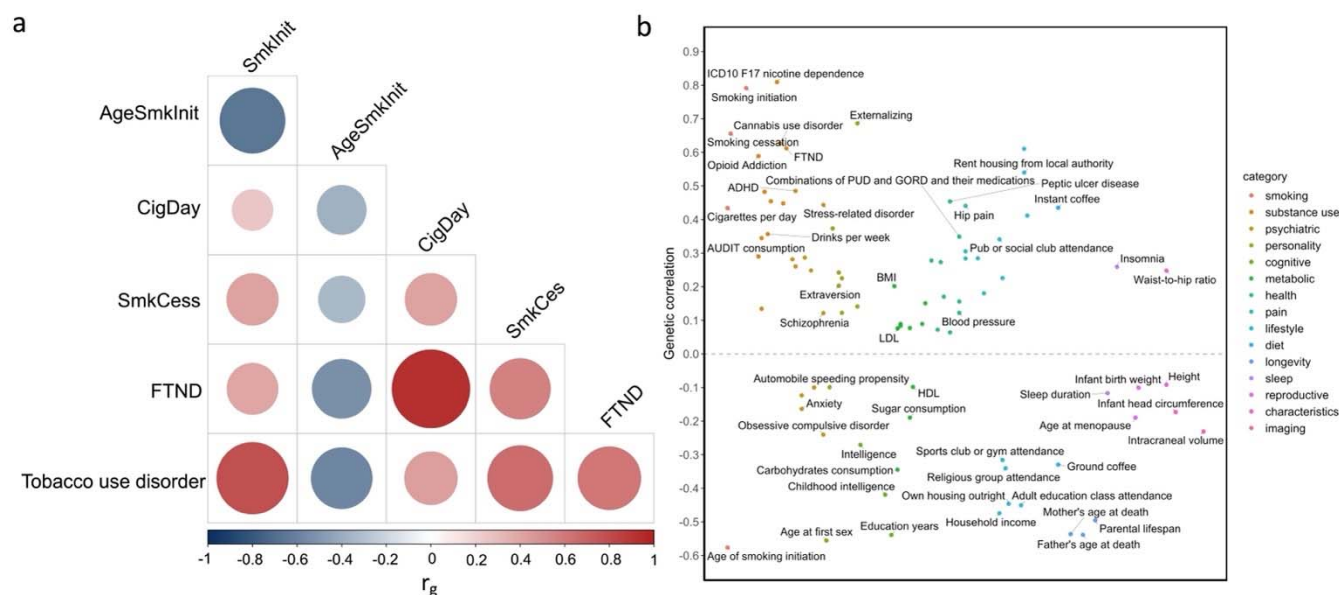 a
SmkInit
AgeSmkInit
AgeSmkInit
CigDay
CigDay
SmkCess
SmkCes
FTND
FTND
Tobacco use disorder
-1 -0.8 -0.6 -0.4 -0.2 0 0.2 0.4 0.6 0.8 1
rg
b
Genetic correlation
0.9
0.8
0.7
0.6
0.5
0.4
0.3
0.2
0.1
0.0
-0.1
-0.2
-0.3
-0.4
-0.5
-0.6
ICD10 F17 nicotine dependence
Smoking initiation
Externalizing
Cannabis use disorder
Smoking cessation
FTND
Opioid Addiction
Rent housing from local authority
Combinations of PUD and GORD and their medications
Peptic ulcer disease
ADHD
Instant coffee
Cigarettes per day
Stress-related disorder
Hip pain
Drinks per week
AUDIT consumption
Pub or social club attendance
Insomnia
BMI
Waist-to-hip ratio
Extraversion
Schizophrenia
Blood pressure
LDL
Automobile speeding propensity
Infant birth weight
Height
HDL
Sleep duration
Anxiety
Sugar consumption
Infant head circumference
Obsessive compulsive disorder
Age at menopause
Intracraneal volume
Intelligence
Sports club or gym attendance
Carbohydrates consumption
Religious group attendance
Ground coffee
Childhood intelligence
Own housing outright
Adult education class attendance
Mother's age at death
Household income
Education years
Parental lifespan
Age at first sex
Father's age at death
Age of smoking initiation
category
smoking
substance use
psychiatric
personality
cognitive
metabolic
health
pain
lifestyle
diet
longevity
sleep
reproductive
characteristics
imaging